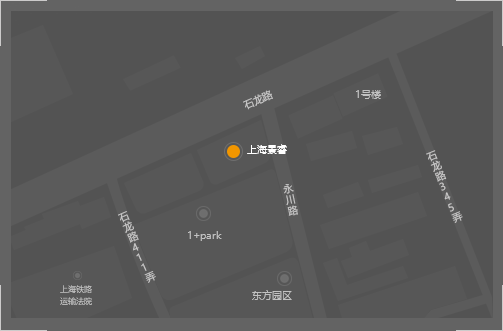 石龙路
1号楼
上海景睿
石龙路345弄
永川路
石龙路411弄
1+park
上海铁路
运输法院
东方园区